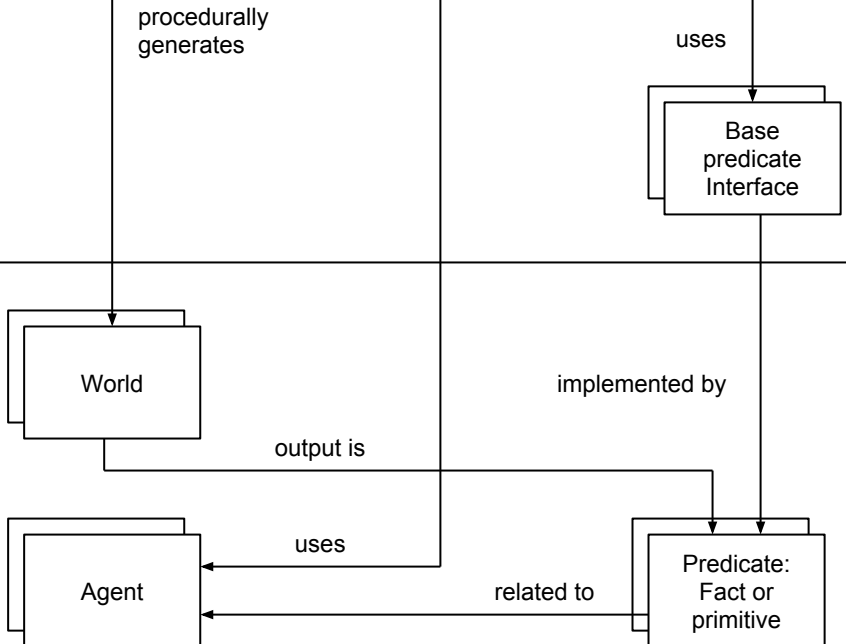 procedurally
generates
uses
Base
predicate
Interface
World
implemented by
output is
uses
Agent
related to
Predicate:
Fact or
primitive